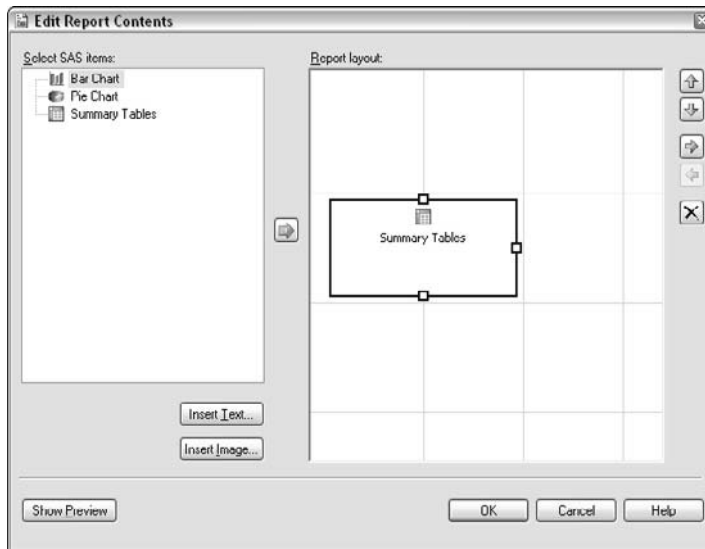 Edit Report Contents
Select SAS items:
Bar Chart
Pie Chart
Summary Tables
Insert Text...
Insert Image...
Report layout:
Summary Tables
Show Preview
OK
Cancel
Help